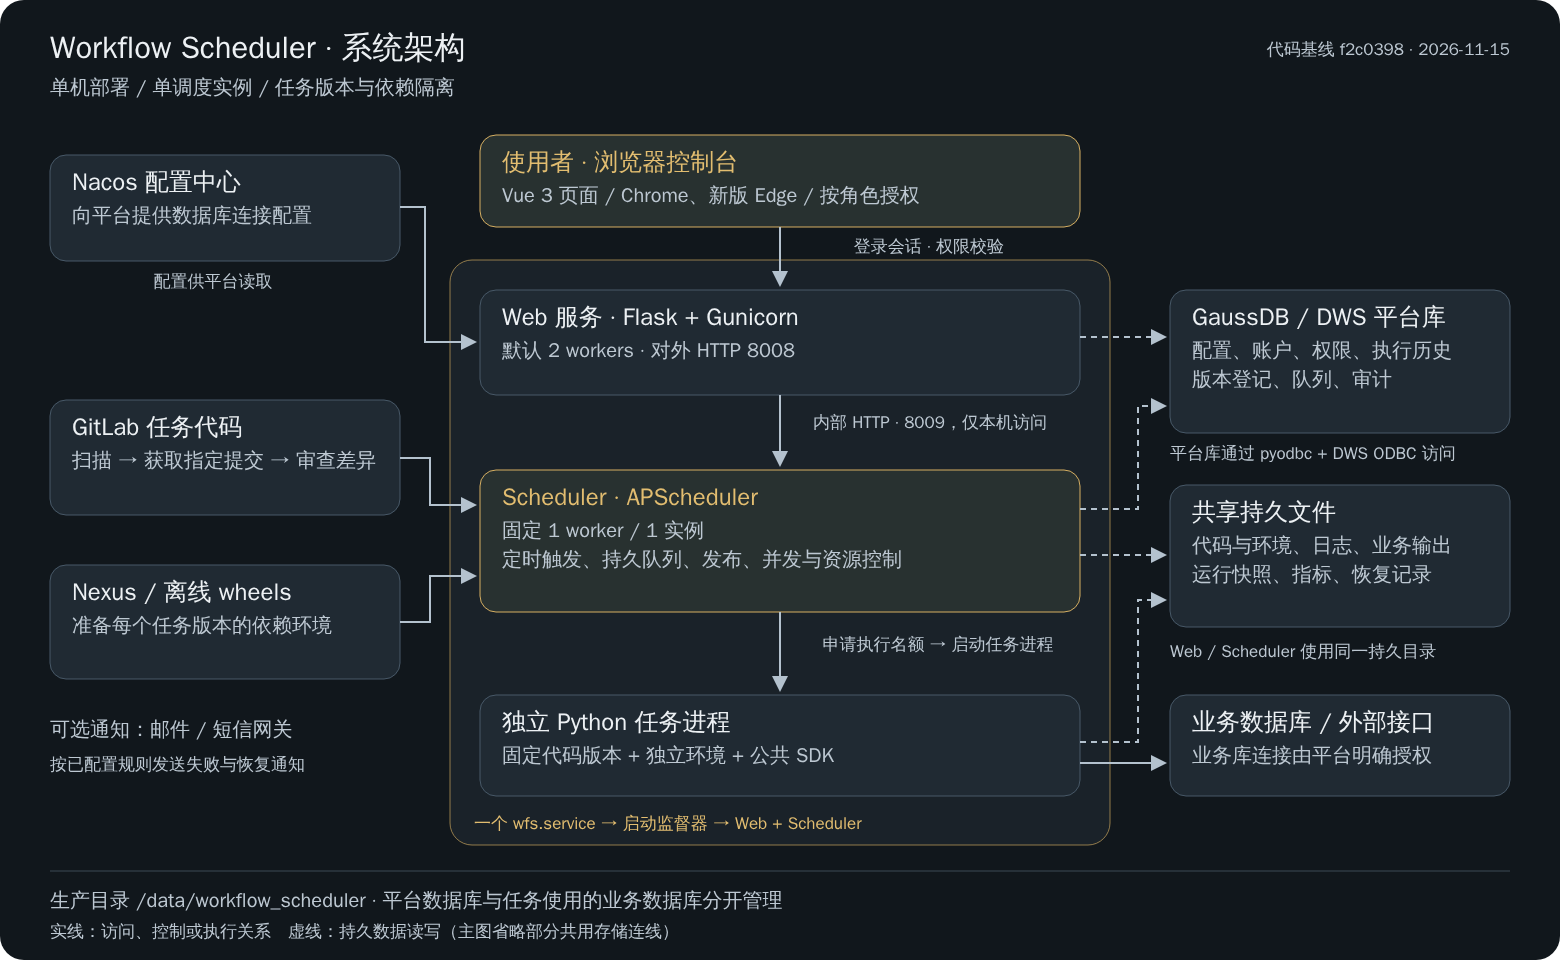 Workflow Scheduler · 系统架构
代码基线 f2c0398 · 2026-11-15
单机部署 / 单调度实例 / 任务版本与依赖隔离
使用者 · 浏览器控制台
Vue 3 页面 / Chrome、新版 Edge / 按角色授权
Nacos 配置中心
向平台提供数据库连接配置
配置供平台读取
登录会话 · 权限校验
Web 服务 · Flask + Gunicorn
默认 2 workers · 对外 HTTP 8008
GaussDB / DWS 平台库
配置、账户、权限、执行历史
版本登记、队列、审计
平台库通过 pyodbc + DWS ODBC 访问
内部 HTTP · 8009，仅本机访问
GitLab 任务代码
扫描 → 获取指定提交 → 审查差异
Scheduler · APScheduler
固定 1 worker / 1 实例
定时触发、持久队列、发布、并发与资源控制
共享持久文件
代码与环境、日志、业务输出
运行快照、指标、恢复记录
Web / Scheduler 使用同一持久目录
Nexus / 离线 wheels
准备每个任务版本的依赖环境
申请执行名额 → 启动任务进程
独立 Python 任务进程
固定代码版本 + 独立环境 + 公共 SDK
业务数据库 / 外部接口
业务库连接由平台明确授权
可选通知：邮件 / 短信网关
按已配置规则发送失败与恢复通知
一个 wfs.service → 启动监督器 → Web + Scheduler
生产目录 /data/workflow_scheduler · 平台数据库与任务使用的业务数据库分开管理
实线：访问、控制或执行关系　虚线：持久数据读写（主图省略部分共用存储连线）